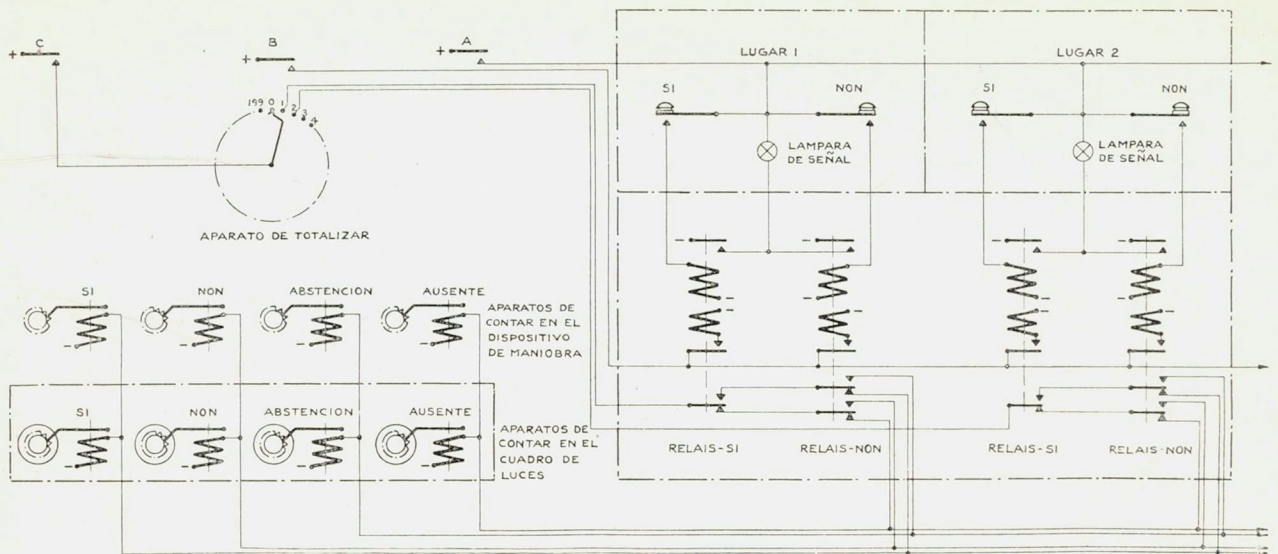 C
B
A
+
+
+
199 0 1 2 3 4
APARATO DE TOTALIZAR
LUGAR 1
SI
NON
LAMPARA
DE SEÑAL
LUGAR 2
SI
NON
LAMPARA
DE SEÑAL
SI
NON
ABSTENCION
AUSENTE
APARATOS DE
CONTAR EN EL
DISPOSITIVO
DE MANIOBRA
SI
NON
ABSTENCION
AUSENTE
APARATOS DE
CONTAR EN EL
CUADRO DE
LUCES
RELAIS-SI
RELAIS-NON
RELAIS-SI
RELAIS-NON